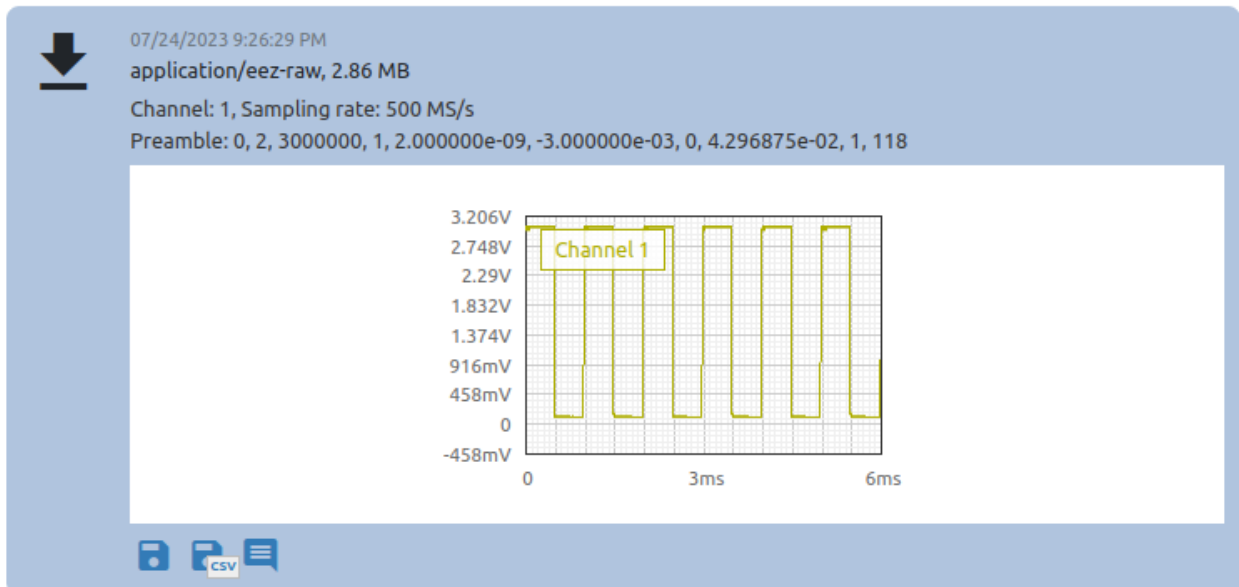 07/24/2023 9:26:29 PM
application/eez-raw, 2.86 MB
Channel: 1, Sampling rate: 500 MS/s
Preamble: 0, 2, 3000000, 1, 2.000000e-09, -3.000000e-03, 0, 4.296875e-02, 1, 118
3.206V
Channel 1
2.748V
2.29V
1.832V
1.374V
916mV
458mV
0
-458mV
0 3ms 6ms
CSV